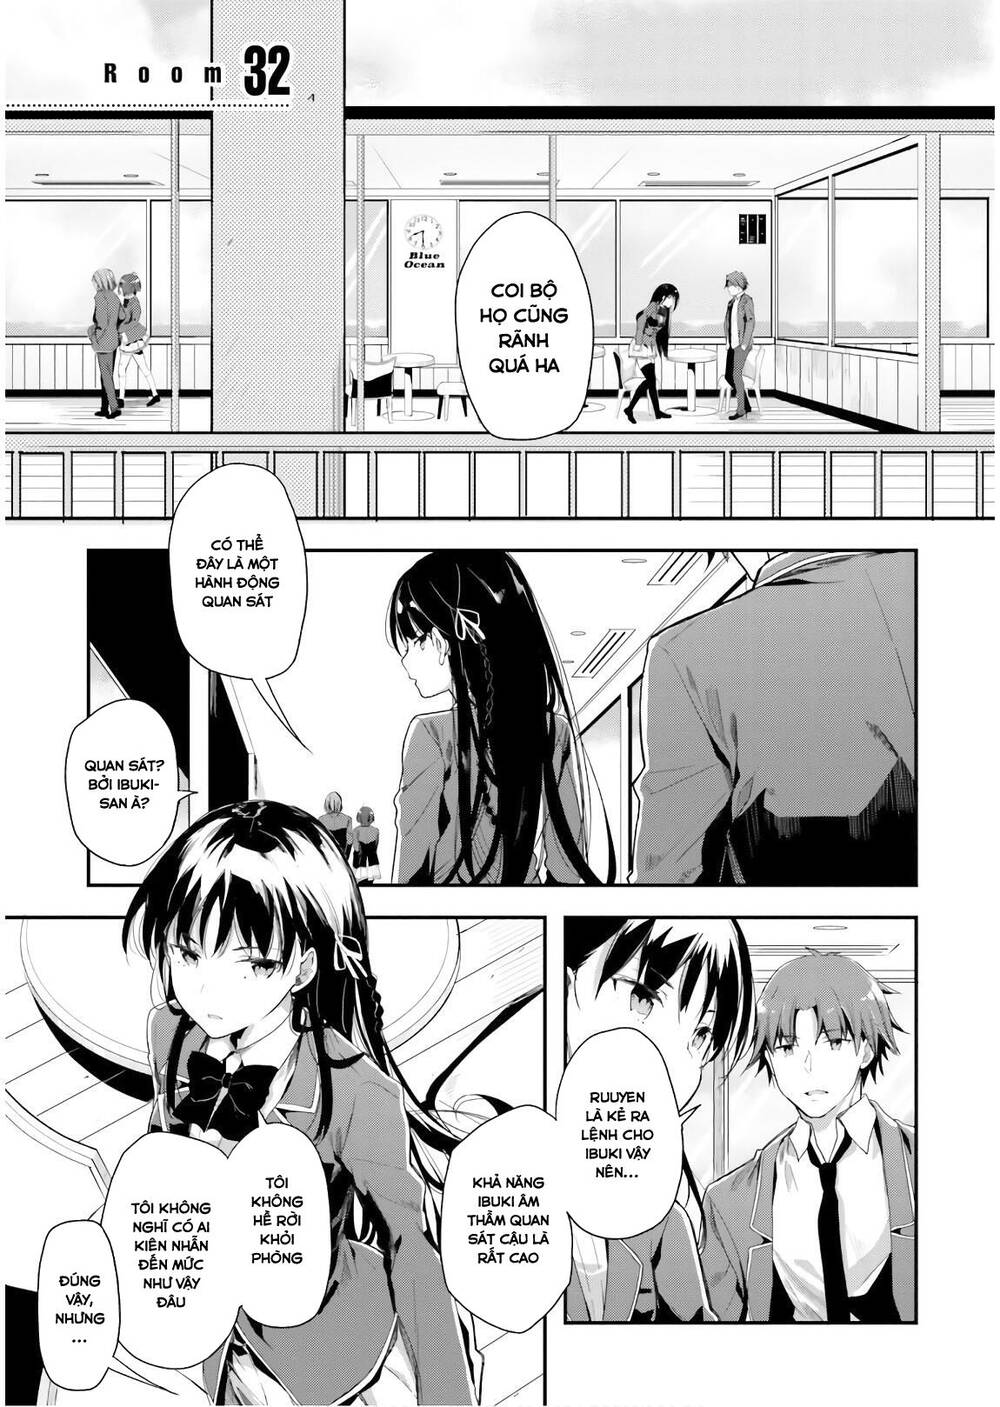 Room 32
Blue
Ocean
COI BỘ
HỌ CŨNG
RÃNH
QUÁ HA
CÓ THỂ
ĐÂY LÀ MỘT
HÀNH ĐỘNG
QUAN SÁT
QUAN SÁT?
BỞI IBUKI-
SAN À?
RUUYEN
LÀ KẺ RA
LỆNH CHO
IBUKI VẬY
NÊN...
KHẢ NĂNG
IBUKI ÂM
THẦM QUAN
SÁT CẬU LÀ
RẤT CAO
TÔI
KHÔNG
HỀ RỜI
KHỎI
PHÒNG
TÔI KHÔNG
NGHĨ CÓ AI
KIÊN NHẪN
ĐẾN MỨC
NHƯ VẬY
ĐÂU
ĐÚNG
VẬY,
NHƯNG
...